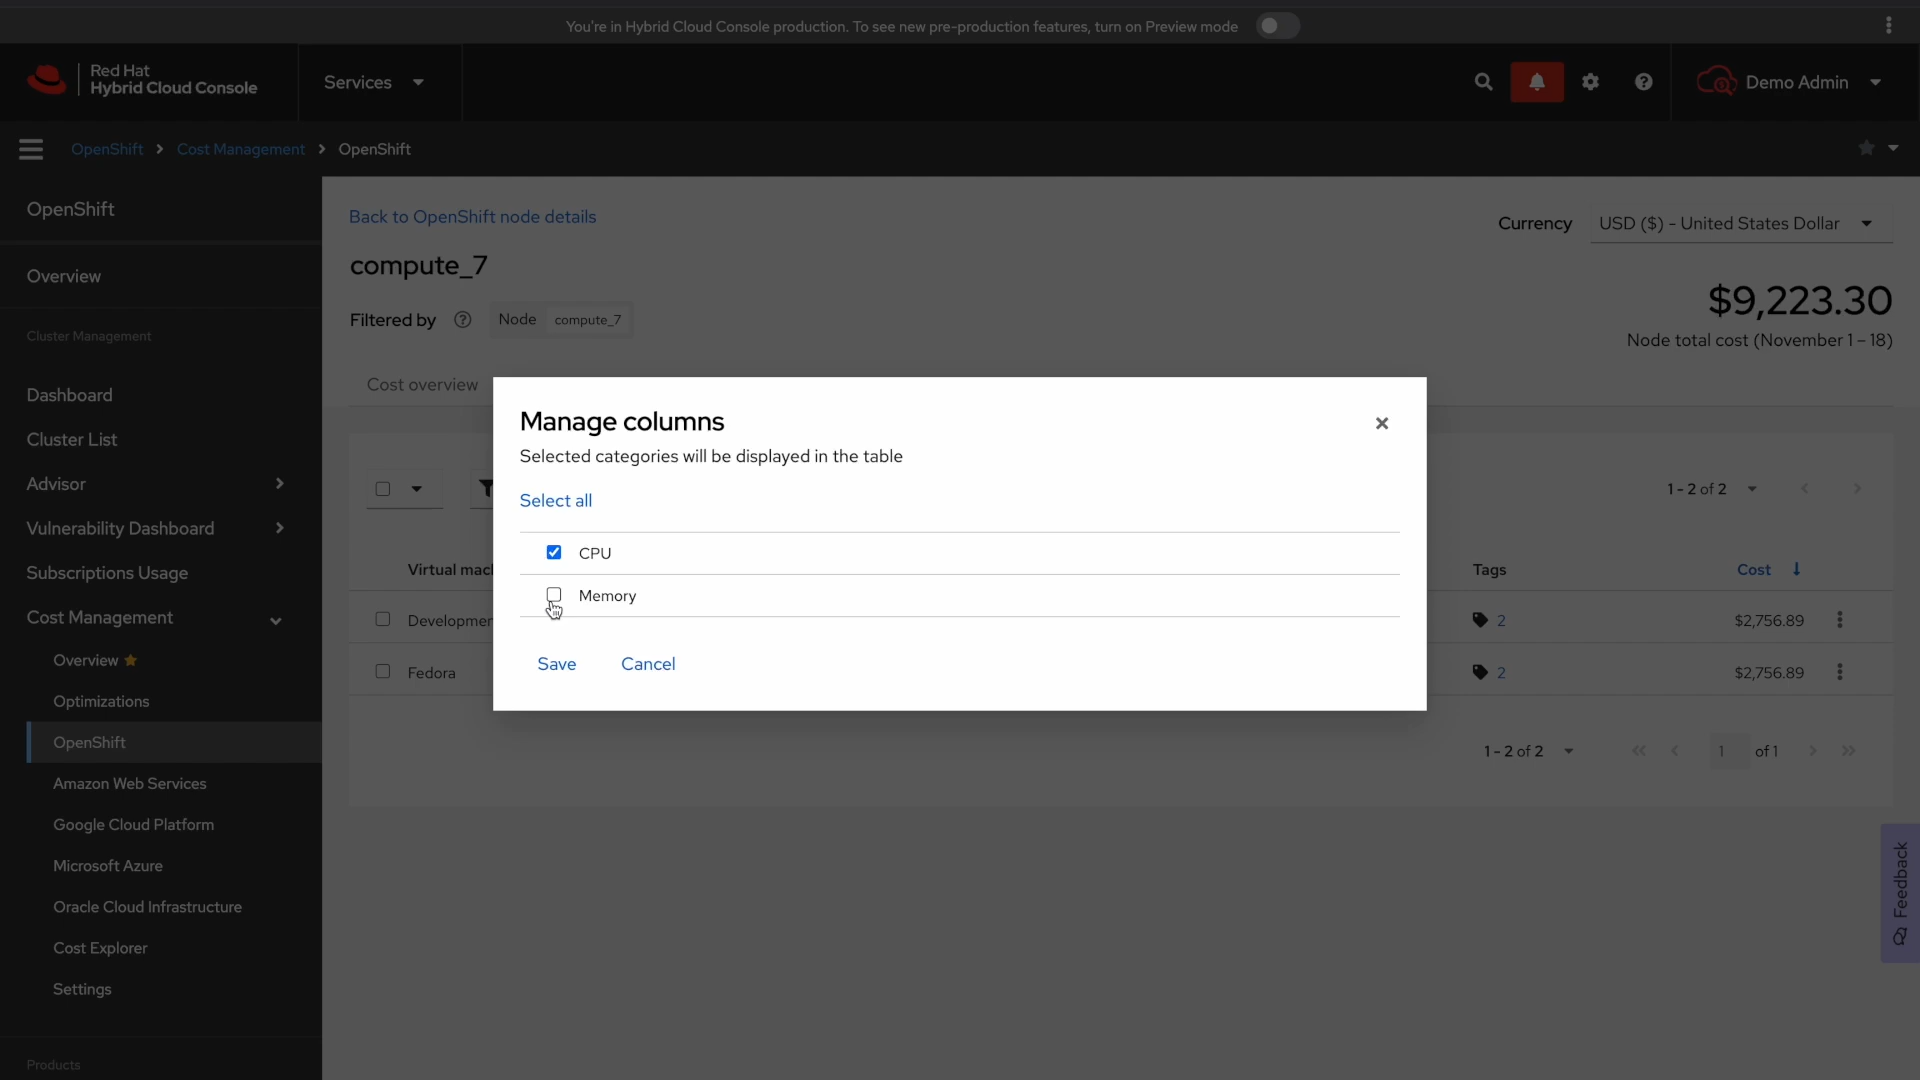 You're in Hybrid Cloud Console production. To see new pre-production features, turn on Preview mode
Red Hat
Hybrid Cloud Console
Services
Demo Admin
OpenShift > Cost Management > OpenShift
OpenShift
Overview
Cluster Management
Dashboard
Cluster List
Advisor
Vulnerability Dashboard
Subscriptions Usage
Cost Management
Overview
Optimizations
OpenShift
Amazon Web Services
Google Cloud Platform
Microsoft Azure
Oracle Cloud Infrastructure
Cost Explorer
Settings
Products
Back to OpenShift node details
Currency USD ($) - United States Dollar
compute_7
$9,223.30
Filtered by Node compute_7
Node total cost (November 1 – 18)
Cost overview
1 - 2 of 2
Virtual mac
Tags Cost
Developmen
2 $2,756.89
Fedora
2 $2,756.89
1 - 2 of 2 1 of 1
Manage columns
Selected categories will be displayed in the table
Select all
CPU
Memory
Save Cancel
Feedback